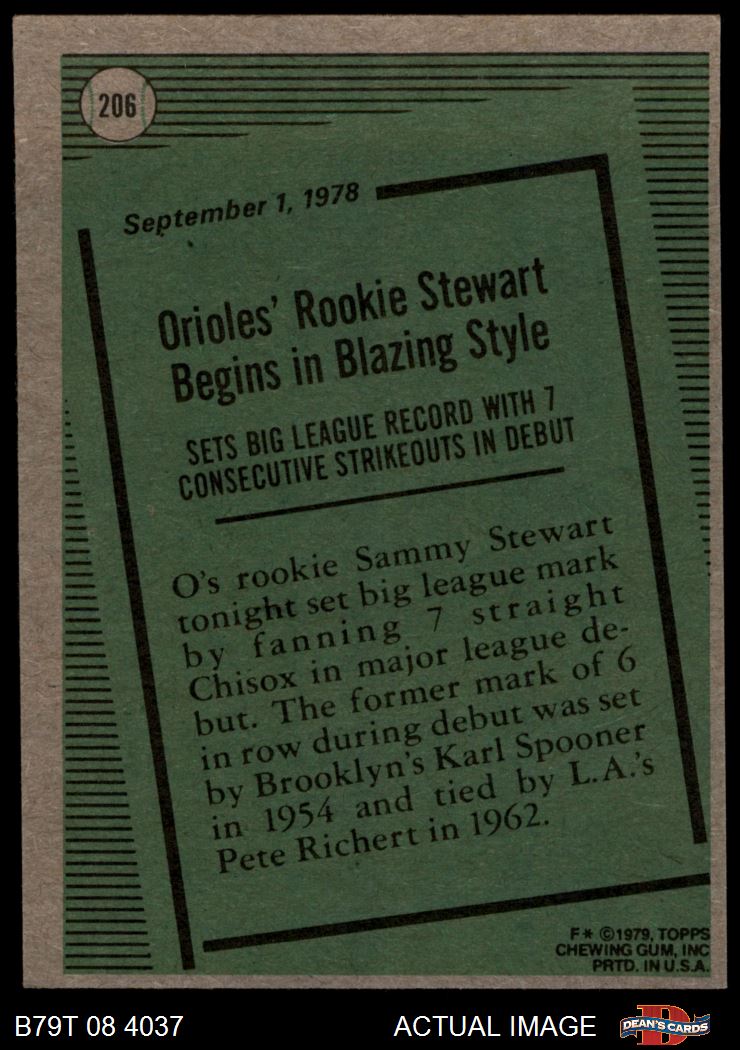 206
September 1, 1978
Orioles' Rookie Stewart
Begins in Blazing Style
SETS BIG LEAGUE RECORD WITH 7
CONSECUTIVE STRIKEOUTS IN DEBUT
O's rookie Sammy Stewart
tonight set big league mark
by fanning 7 straight
Chisox in major league de-
but. The former mark of 6
in row during debut was set
by Brooklyn's Karl Spooner
in 1954 and tied by L.A.'s
Pete Richert in 1962.
F* ©1979, TOPPS
CHEWING GUM, INC
PRTD. IN U.S.A.
B79T 08 4037
ACTUAL IMAGE
D
DEAN'S CARDS